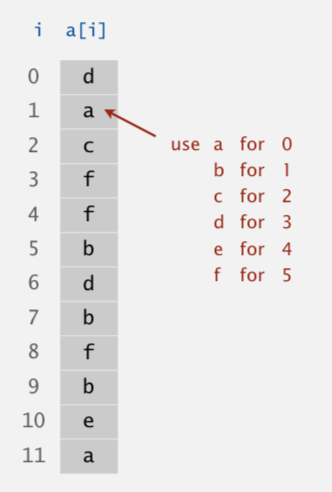 i a[i]
0 d
1 a
2 c use a for 0
3 f b for 1
4 f c for 2
5 b d for 3
6 d e for 4
7 b f for 5
8 f
9 b
10 e
11 a